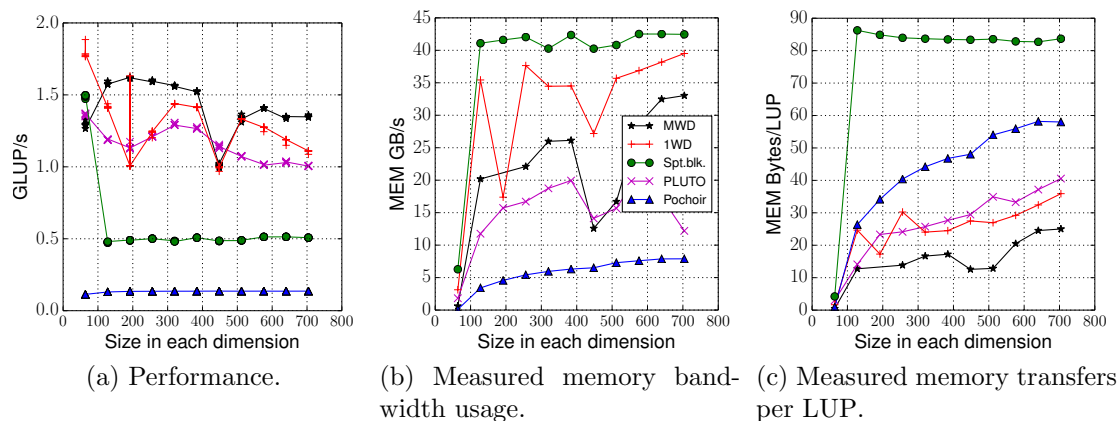 2.0
1.5
1.0
0.5
0.0
GLUP/s
0 100 200 300 400 500 600 700 800
Size in each dimension
(a) Performance.
45
40
35
30
25
20
15
10
5
0
MEM GB/s
MWD
1WD
Spt.blk.
PLUTO
Pochoir
0 100 200 300 400 500 600 700 800
Size in each dimension
(b) Measured memory band-
width usage.
90
80
70
60
50
40
30
20
10
0
MEM Bytes/LUP
0 100 200 300 400 500 600 700 800
Size in each dimension
(c) Measured memory transfers
per LUP.